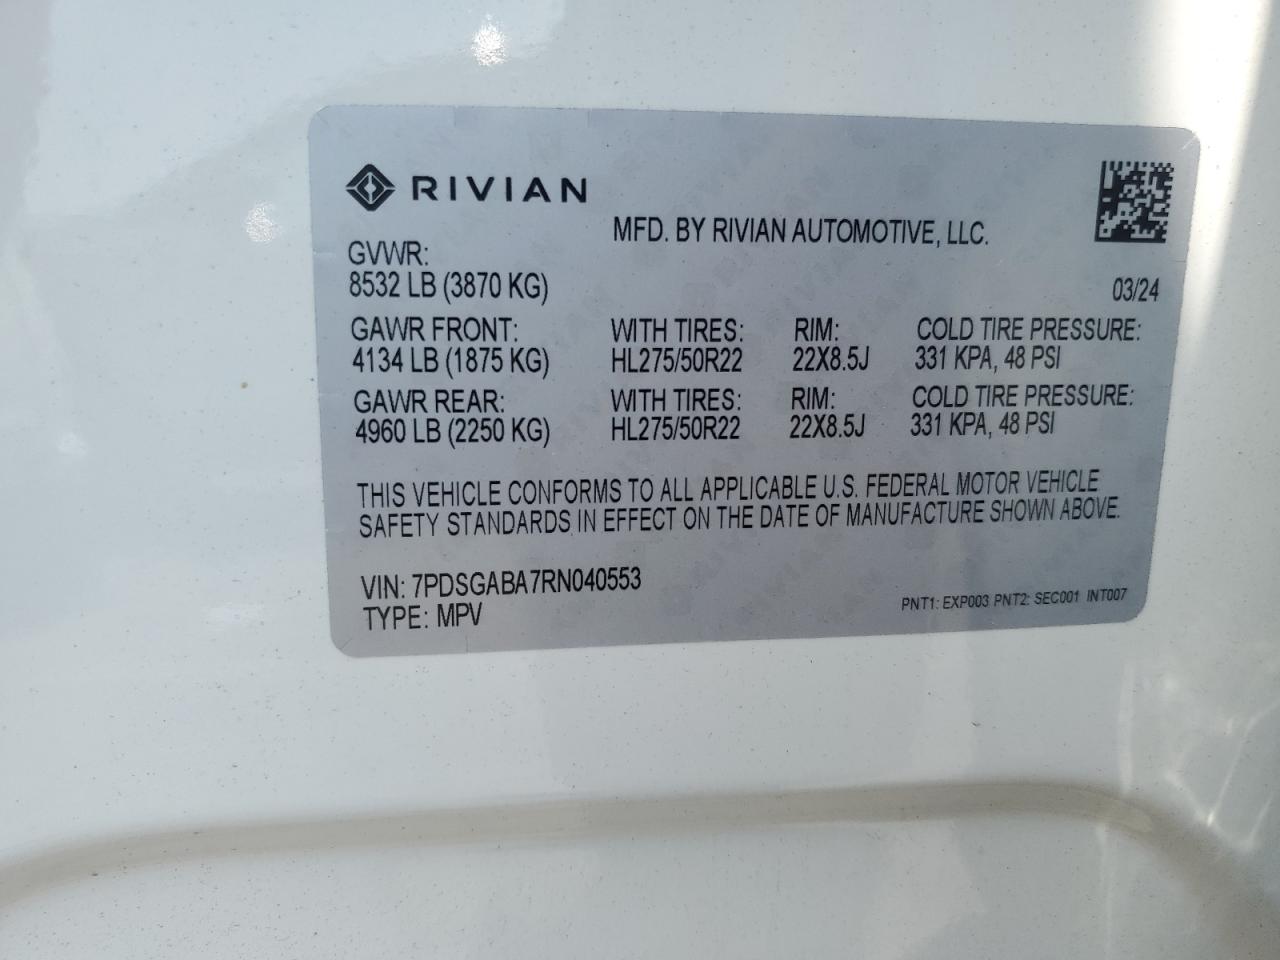 RIVIAN
MFD. BY RIVIAN AUTOMOTIVE, LLC.
GVWR:
8532 LB (3870 KG)
03/24
GAWR FRONT: WITH TIRES: RIM: COLD TIRE PRESSURE:
4134 LB (1875 KG) HL275/50R22 22X8.5J 331 KPA, 48 PSI
GAWR REAR: WITH TIRES: RIM: COLD TIRE PRESSURE:
4960 LB (2250 KG) HL275/50R22 22X8.5J 331 KPA, 48 PSI
THIS VEHICLE CONFORMS TO ALL APPLICABLE U.S. FEDERAL MOTOR VEHICLE
SAFETY STANDARDS IN EFFECT ON THE DATE OF MANUFACTURE SHOWN ABOVE.
VIN: 7PDSGABA7RN040553
TYPE: MPV
PNT1: EXP003 PNT2: SEC001 INT007